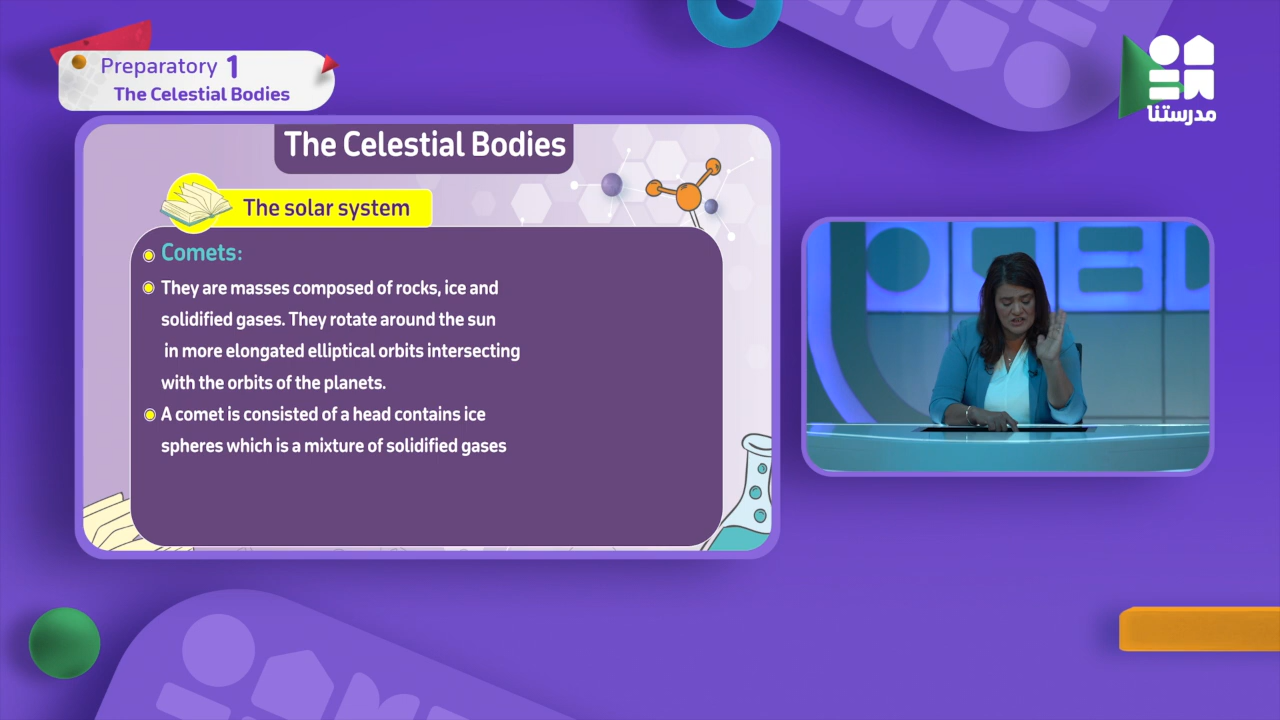 Preparatory 1
The Celestial Bodies
مدرستنا
The Celestial Bodies
The solar system
Comets:
They are masses composed of rocks, ice and
solidified gases. They rotate around the sun
in more elongated elliptical orbits intersecting
with the orbits of the planets.
A comet is consisted of a head contains ice
spheres which is a mixture of solidified gases